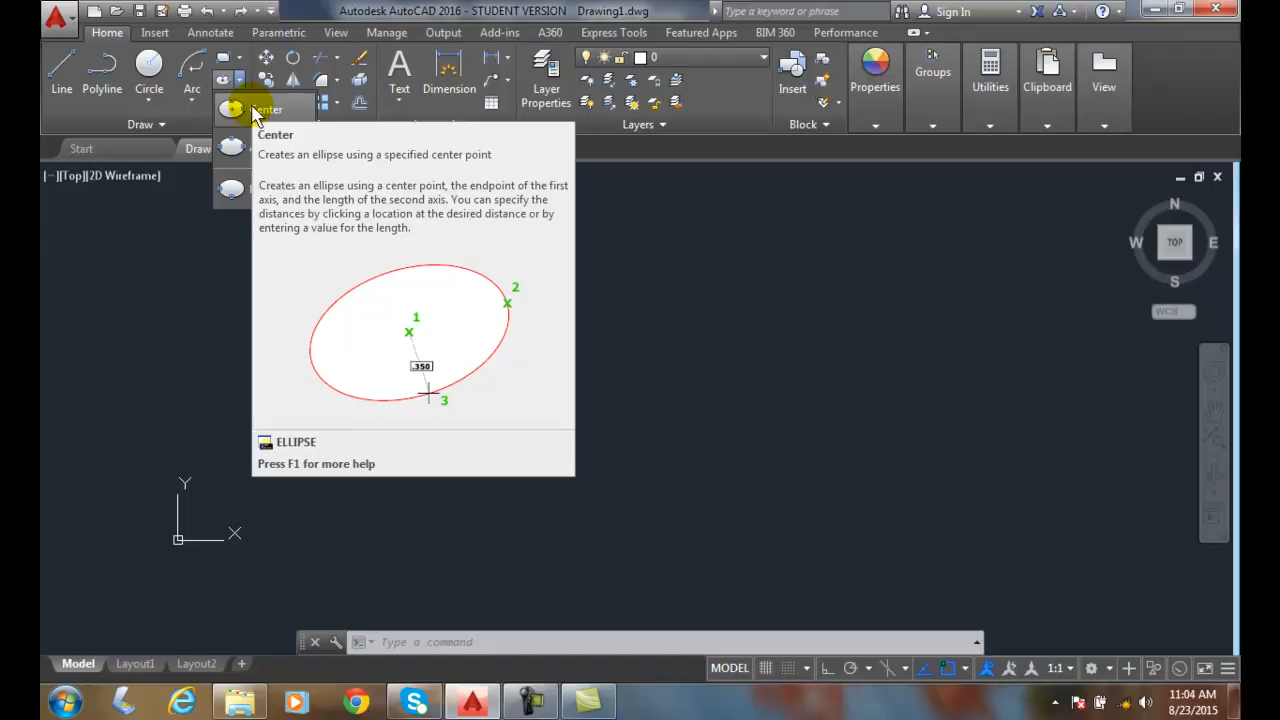 Autodesk AutoCAD 2016 - STUDENT VERSION Drawing1.dwg
Type a keyword or phrase
Sign In
Home Insert Annotate Parametric View Manage Output Add-ins A360 Express Tools Featured Apps BIM 360 Performance
0
Line Polyline Circle Arc
Text Dimension
Layer
Properties
Insert
Properties
Groups
Utilities
Clipboard
View
Draw
Layers
Block
Center
Start
Draw
Center
Creates an ellipse using a specified center point
Creates an ellipse using a center point, the endpoint of the first
axis, and the length of the second axis. You can specify the
distances by clicking a location at the desired distance or by
entering a value for the length.
1
2
.350
3
ELLIPSE
Press F1 for more help
[−][Top][2D Wireframe]
N
W TOP E
S
WCS
Y
X
Type a command
Model Layout1 Layout2 +
MODEL
1:1
11:04 AM
8/23/2015